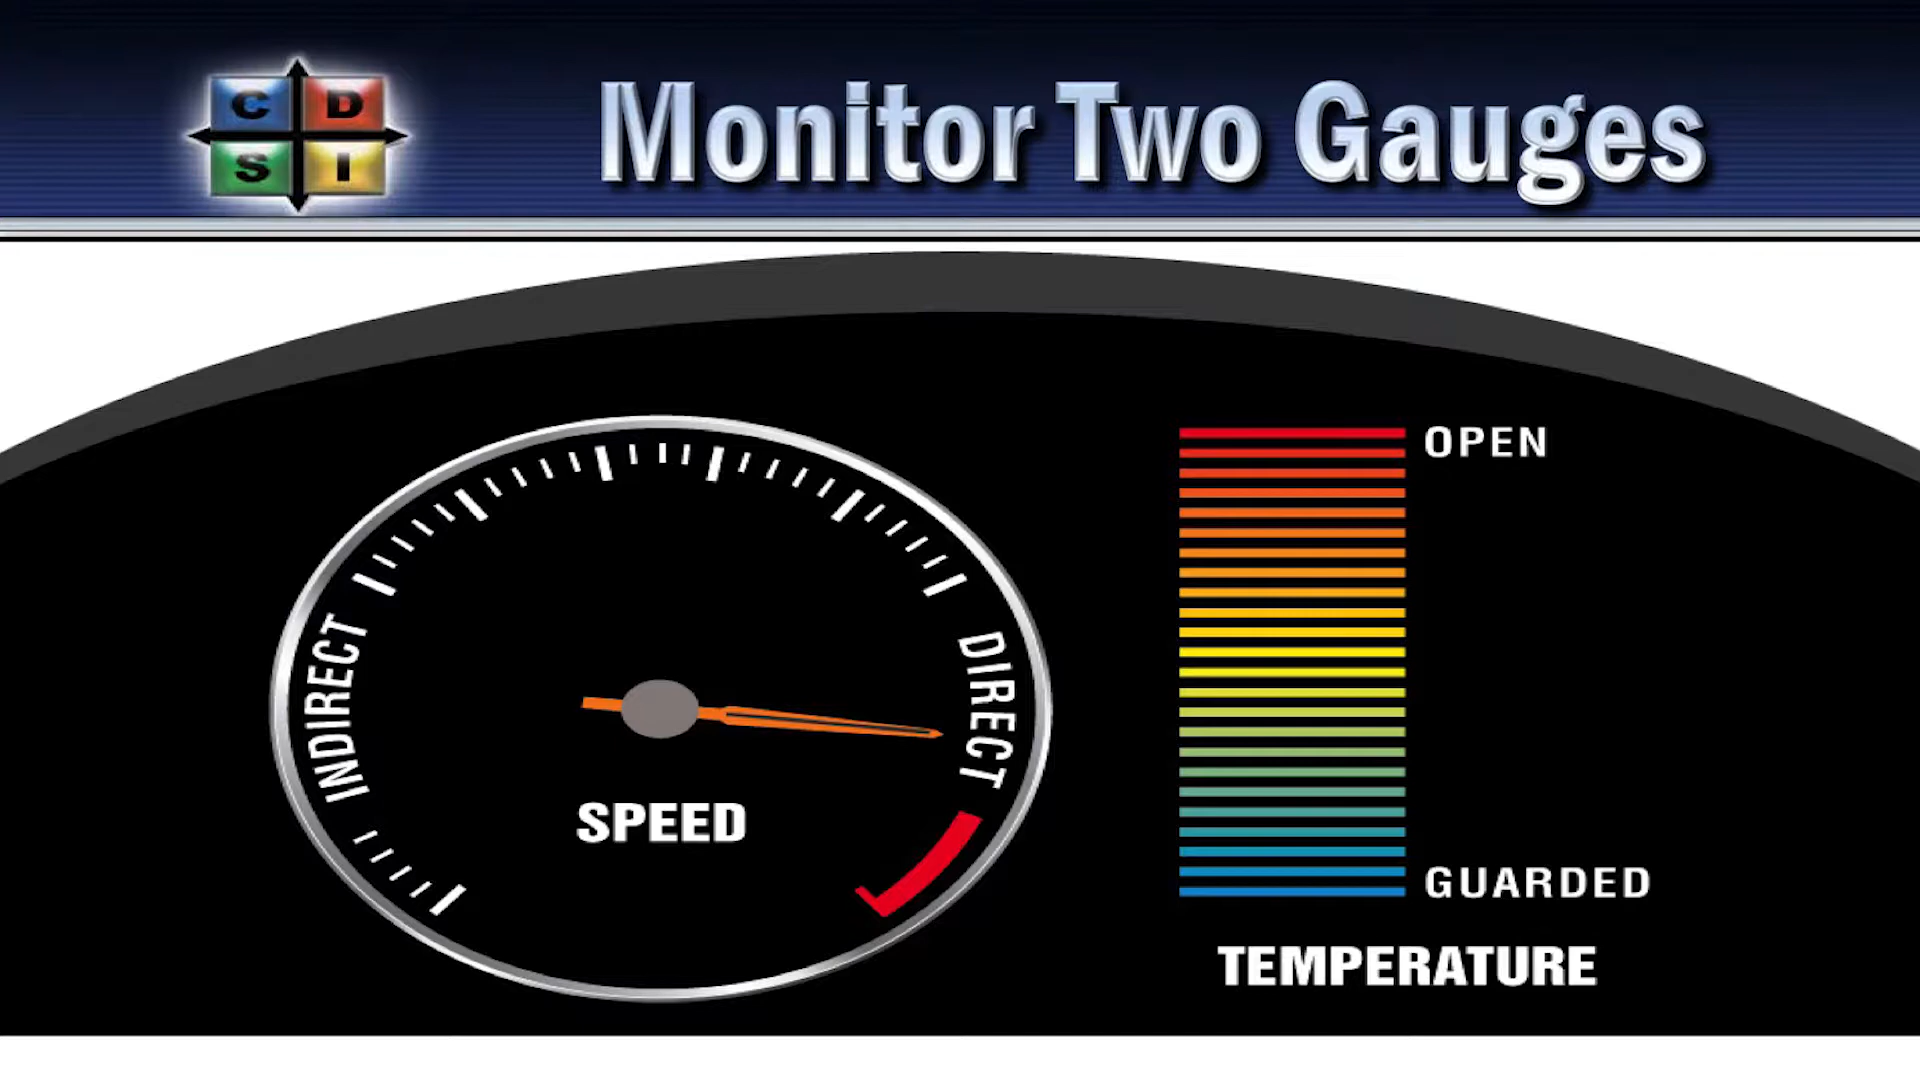 C D
S I
Monitor Two Gauges
INDIRECT
DIRECT
SPEED
OPEN
GUARDED
TEMPERATURE